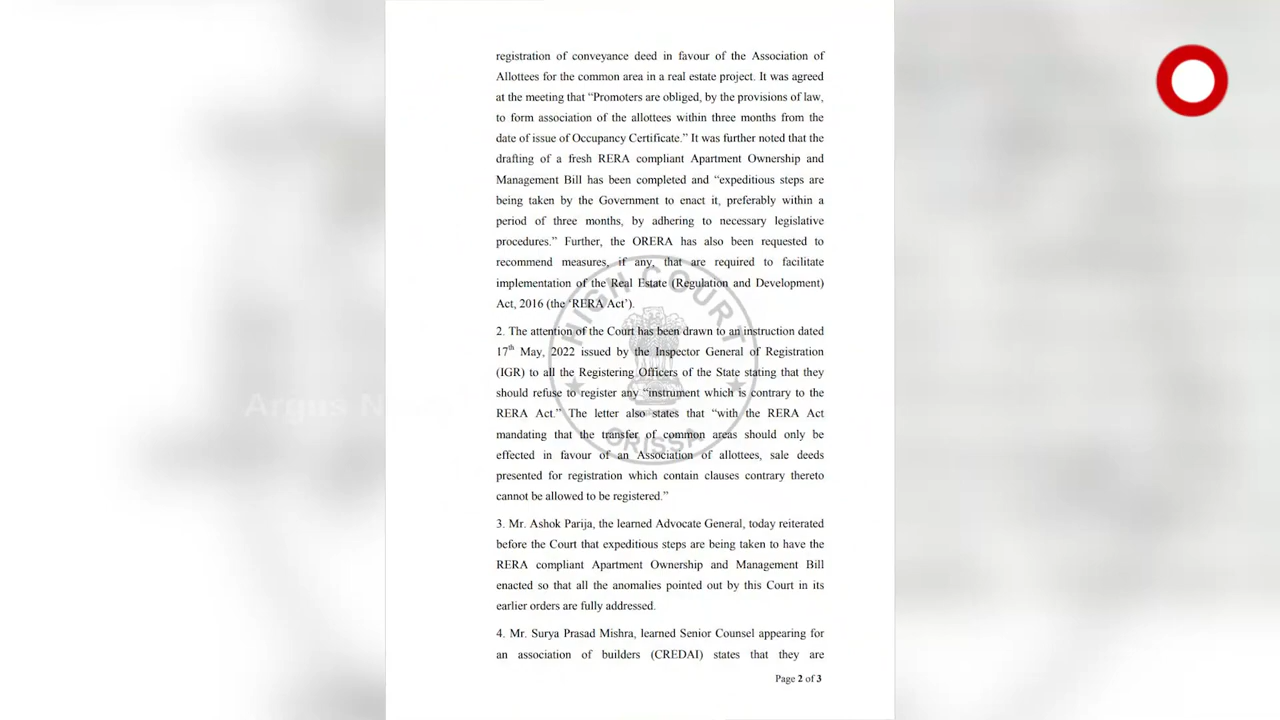 registration of conveyance deed in favour of the Association of
Allottees for the common area in a real estate project. It was agreed
at the meeting that “Promoters are obliged, by the provisions of law,
to form association of the allottees within three months from the
date of issue of Occupancy Certificate.” It was further noted that the
drafting of a fresh RERA compliant Apartment Ownership and
Management Bill has been completed and “expeditious steps are
being taken by the Government to enact it, preferably within a
period of three months, by adhering to necessary legislative
procedures.” Further, the ORERA has also been requested to
recommend measures, if any, that are required to facilitate
implementation of the Real Estate (Regulation and Development)
Act, 2016 (the ‘RERA Act’).
2. The attention of the Court has been drawn to an instruction dated
17th May, 2022 issued by the Inspector General of Registration
(IGR) to all the Registering Officers of the State stating that they
should refuse to register any “instrument which is contrary to the
RERA Act.” The letter also states that “with the RERA Act
mandating that the transfer of common areas should only be
effected in favour of an Association of allottees, sale deeds
presented for registration which contain clauses contrary thereto
cannot be allowed to be registered.”
3. Mr. Ashok Parija, the learned Advocate General, today reiterated
before the Court that expeditious steps are being taken to have the
RERA compliant Apartment Ownership and Management Bill
enacted so that all the anomalies pointed out by this Court in its
earlier orders are fully addressed.
4. Mr. Surya Prasad Mishra, learned Senior Counsel appearing for
an association of builders (CREDAI) states that they are
Page 2 of 3
HIGH COURT
ORISSA
Argus N